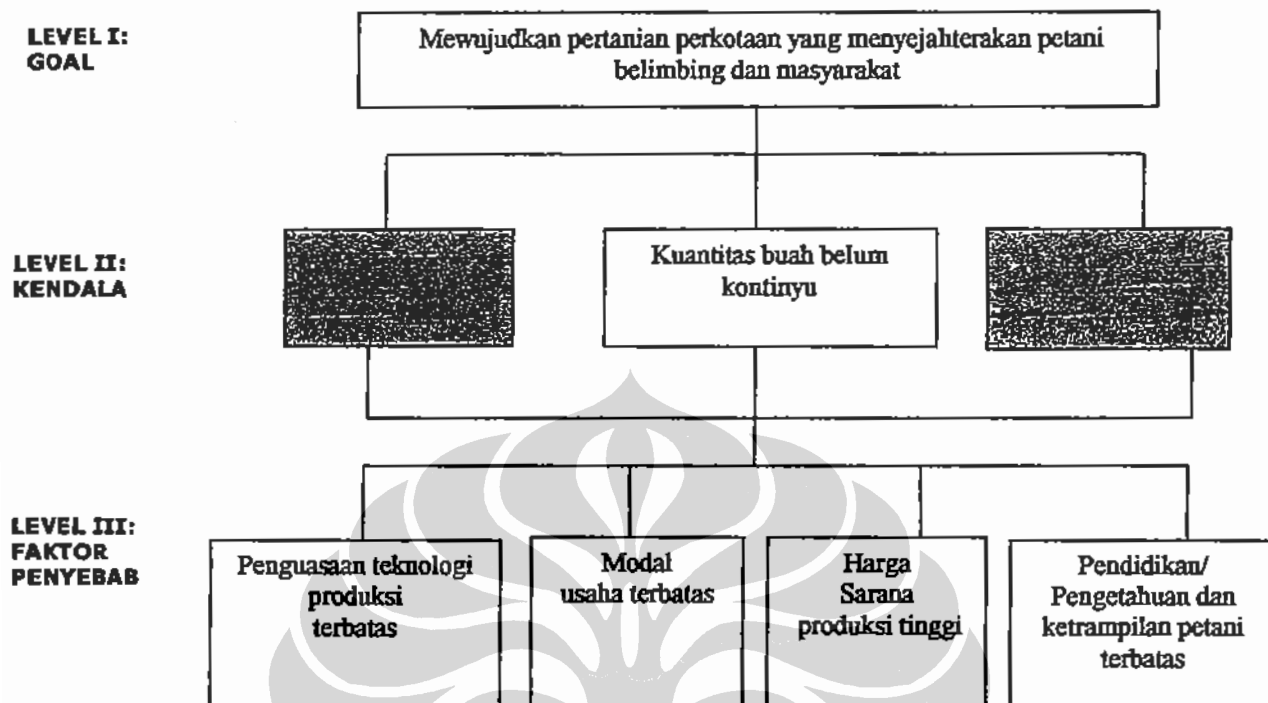 LEVEL I:
GOAL
Mewujudkan pertanian perkotaan yang menyejahterakan petani
belimbing dan masyarakat
LEVEL II:
KENDALA
Kuantitas buah belum
kontinyu
LEVEL III:
FAKTOR
PENYEBAB
Penguasaan teknologi
produksi
terbatas
Modal
usaha terbatas
Harga
Sarana
produksi tinggi
Pendidikan/
Pengetahuan dan
ketrampilan petani
terbatas